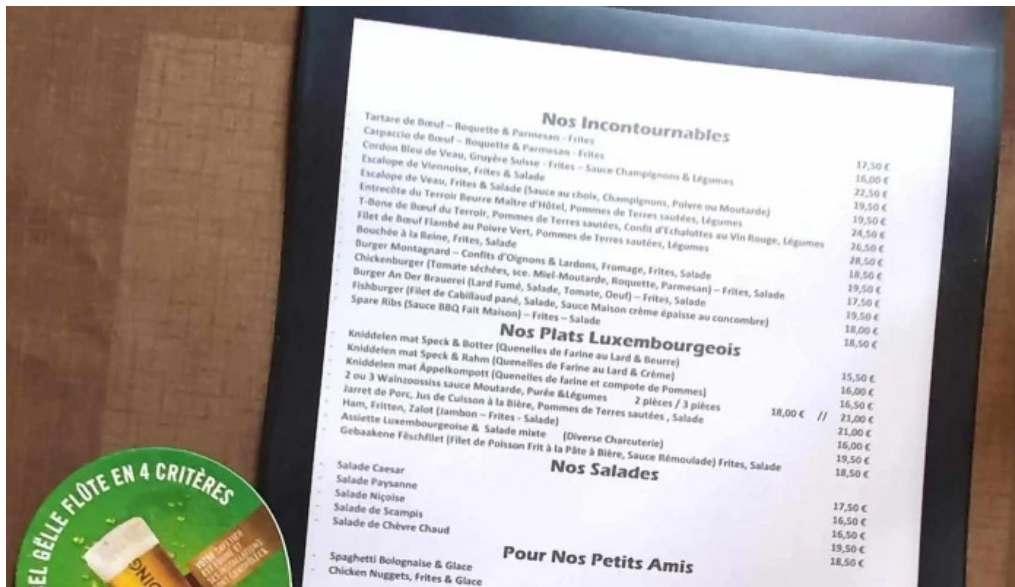 Nos Incontournables
- Tartare de Bœuf – Roquette & Parmesan - Frites 17,50 €
- Carpaccio de Bœuf – Roquette & Parmesan - Frites 16,00 €
- Cordon Bleu de Veau, Gruyère Suisse - Frites – Sauce Champignons & Légumes 22,50 €
- Escalope de Viennoise, Frites & Salade 19,50 €
- Escalope de Veau, Frites & Salade (Sauce au choix, Champignons, Poivre ou Moutarde) 19,50 €
- Entrecôte du Terroir Beurre Maître d'Hôtel, Pommes de Terres sautées, Légumes 24,50 €
- T-Bone de Bœuf du Terroir, Pommes de Terres sautées, Confit d'Echalottes au Vin Rouge, Légumes 26,50 €
- Filet de Bœuf Flambé au Poivre Vert, Pommes de Terres sautées, Légumes 28,50 €
- Bouchée à la Reine, Frites, Salade 18,50 €
- Burger Montagnard – Confits d'Oignons & Lardons, Fromage, Frites, Salade 19,50 €
- Chickenburger (Tomate séchées, sce. Miel-Moutarde, Roquette, Parmesan) – Frites, Salade 17,50 €
- Burger An Der Brauerei (Lard Fumé, Salade, Tomate, Oeuf) – Frites, Salade 19,50 €
- Fishburger (Filet de Cabillaud pané, Salade, Sauce Maison crème épaisse au concombre) 18,00 €
- Spare Ribs (Sauce BBQ Fait Maison) – Frites – Salade 18,50 €
Nos Plats Luxembourgeois
- Kniddelen mat Speck & Botter (Quenelles de Farine au Lard & Beurre) 15,50 €
- Kniddelen mat Speck & Rahm (Quenelles de Farine au Lard & Crème) 16,00 €
- Kniddelen mat Äppelkompott (Quenelles de farine et compote de Pommes) 16,50 €
- 2 ou 3 Wainzoossiss sauce Moutarde, Purée &Légumes 2 pièces / 3 pièces 18,00 € // 21,00 €
- Jarret de Porc, Jus de Cuisson à la Bière, Pommes de Terres sautées , Salade 21,00 €
- Ham, Fritten, Zalot (Jambon – Frites - Salade) 16,00 €
- Assiette Luxembourgeoise & Salade mixte (Diverse Charcuterie) 19,50 €
- Gebaakene Fëschfilet (Filet de Poisson Frit à la Pâte à Bière, Sauce Rémoulade) Frites, Salade 18,50 €
Nos Salades
- Salade Caesar 17,50 €
- Salade Paysanne 16,50 €
- Salade Niçoise 16,50 €
- Salade de Scampis 19,50 €
- Salade de Chèvre Chaud 18,50 €
Pour Nos Petits Amis
- Spaghetti Bolognaise & Glace
- Chicken Nuggets, Frites & Glace
EL GËLLE FLÛTE EN 4 CRITÈRES